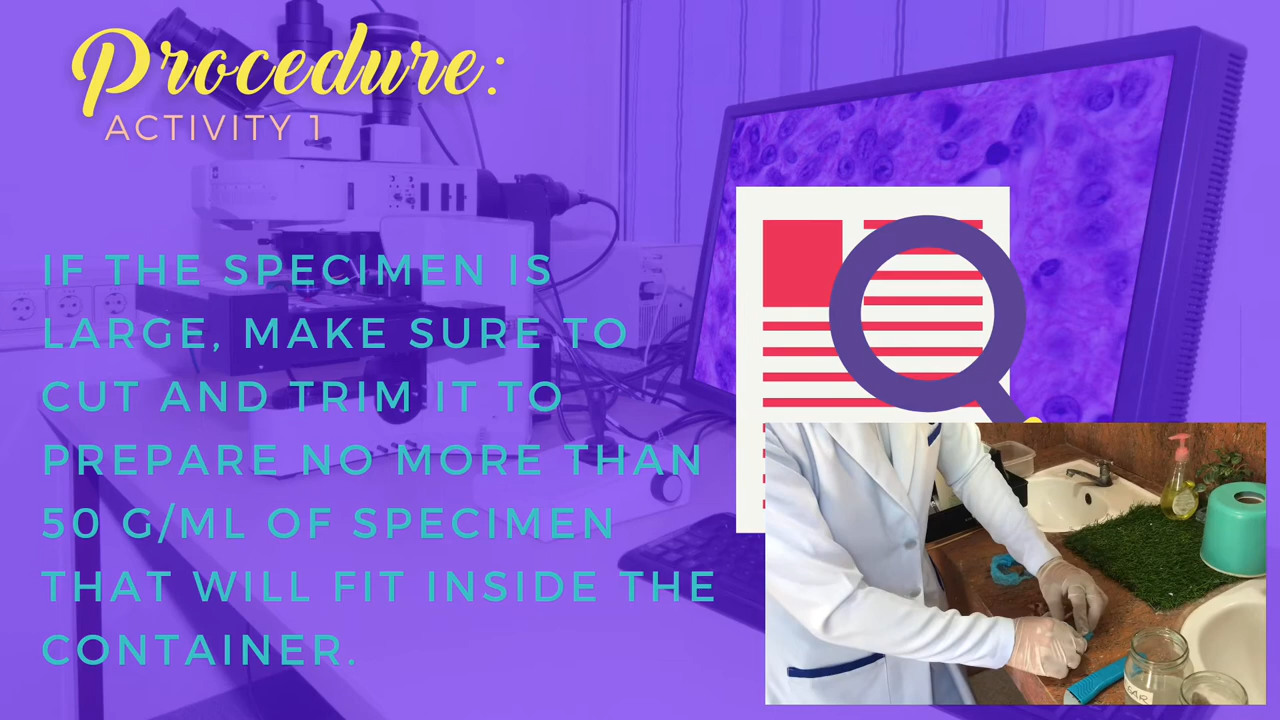 Procedure:
ACTIVITY 1
IF THE SPECIMEN IS
LARGE, MAKE SURE TO
CUT AND TRIM IT TO
PREPARE NO MORE THAN
50 G/ML OF SPECIMEN
THAT WILL FIT INSIDE THE
CONTAINER.